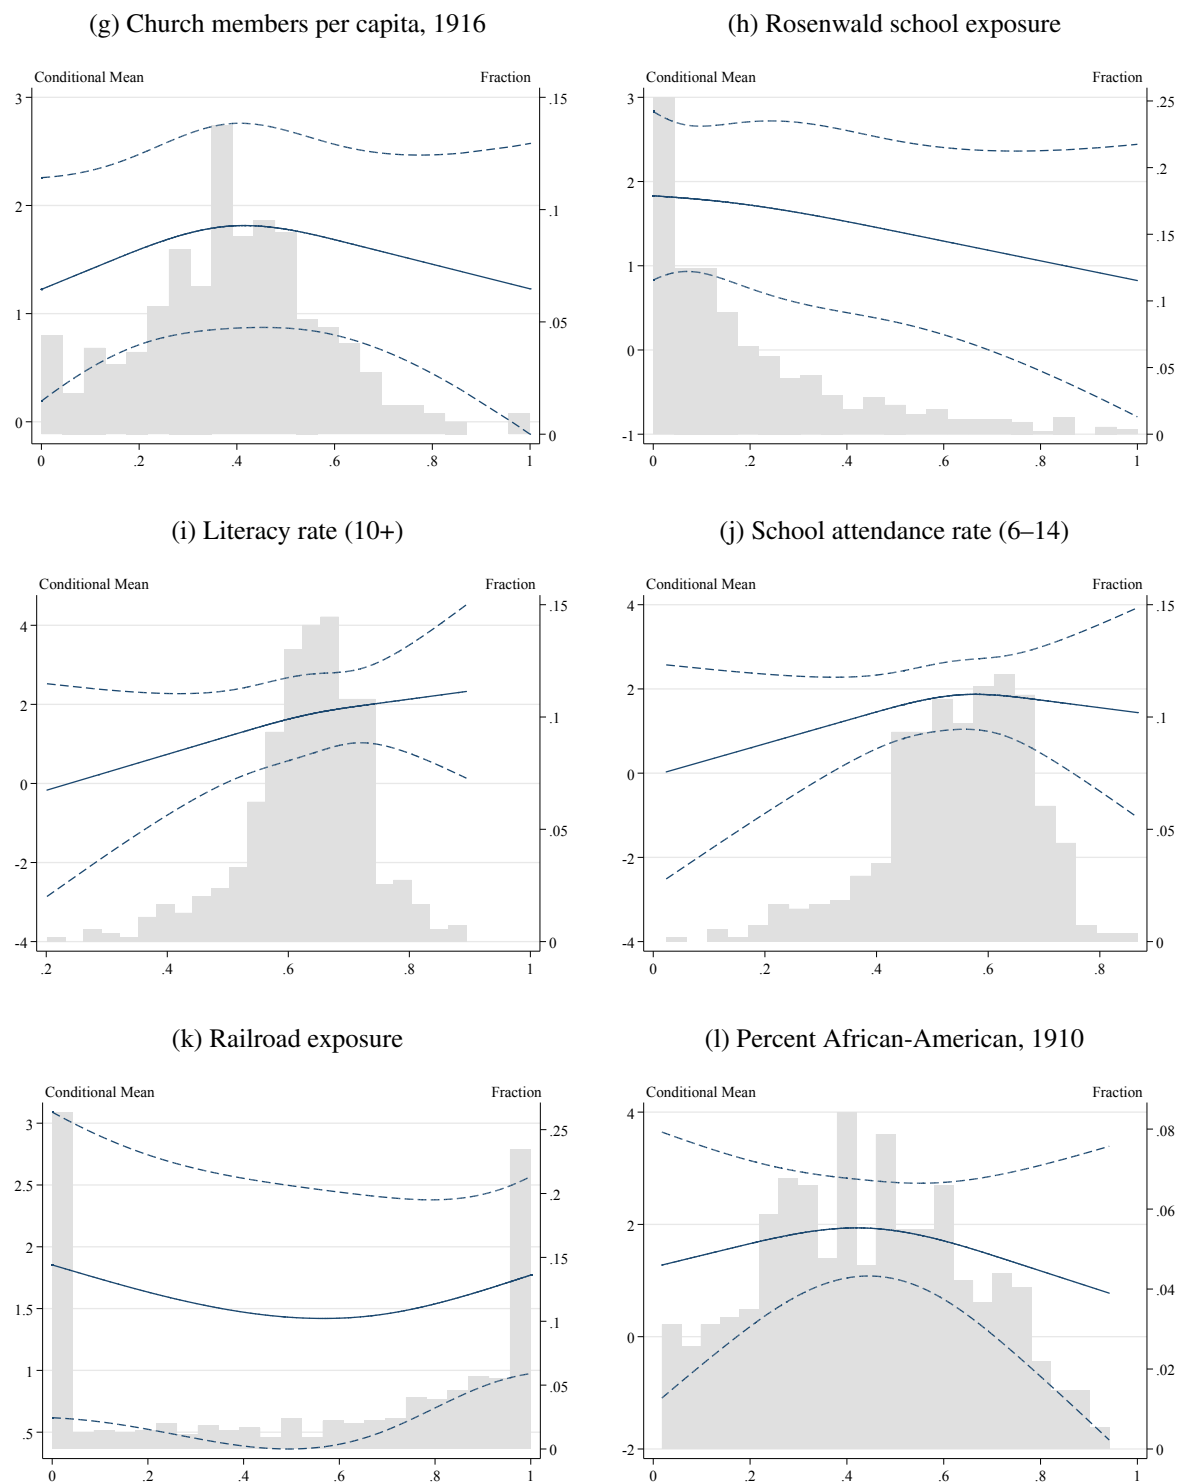 (g) Church members per capita, 1916
Conditional Mean Fraction
3 .15
2 .1
1 .05
0 0
0 .2 .4 .6 .8 1
(h) Rosenwald school exposure
Conditional Mean Fraction
3 .25
2 .2
.15
1 .1
0 .05
-1 0
0 .2 .4 .6 .8 1
(i) Literacy rate (10+)
Conditional Mean Fraction
4 .15
2 .1
0
-2 .05
-4 0
.2 .4 .6 .8 1
(j) School attendance rate (6–14)
Conditional Mean Fraction
4 .15
2 .1
0
-2 .05
-4 0
0 .2 .4 .6 .8
(k) Railroad exposure
Conditional Mean Fraction
3 .25
2.5 .2
2 .15
1.5 .1
1 .05
.5 0
0 .2 .4 .6 .8 1
(l) Percent African-American, 1910
Conditional Mean Fraction
4 .08
2 .06
0 .04
.02
-2 0
0 .2 .4 .6 .8 1